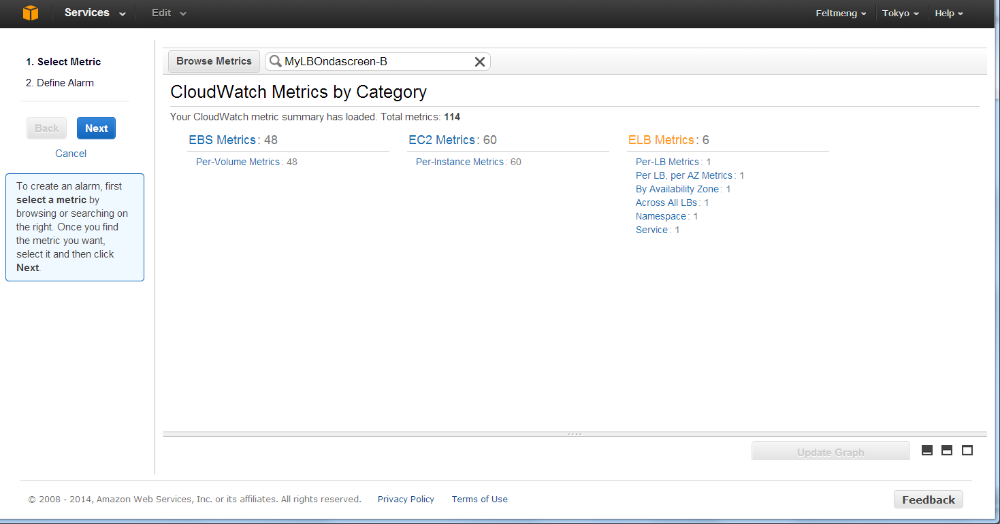 Services Edit Feltmeng Tokyo Help
1. Select Metric
2. Define Alarm
Back Next
Cancel
To create an alarm, first
select a metric by
browsing or searching on
the right. Once you find
the metric you want,
select it and then click
Next.
Browse Metrics MyLBOndascreen-B
CloudWatch Metrics by Category
Your CloudWatch metric summary has loaded. Total metrics: 114
EBS Metrics: 48
Per-Volume Metrics: 48
EC2 Metrics: 60
Per-Instance Metrics: 60
ELB Metrics: 6
Per-LB Metrics: 1
Per LB, per AZ Metrics: 1
By Availability Zone: 1
Across All LBs: 1
Namespace: 1
Service: 1
Update Graph
© 2008 - 2014, Amazon Web Services, Inc. or its affiliates. All rights reserved. Privacy Policy Terms of Use
Feedback